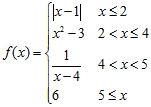 f(x) = { |x−1|   x ≤ 2
x² − 3   2 < x ≤ 4
1/(x−4)   4 < x < 5
6   5 ≤ x